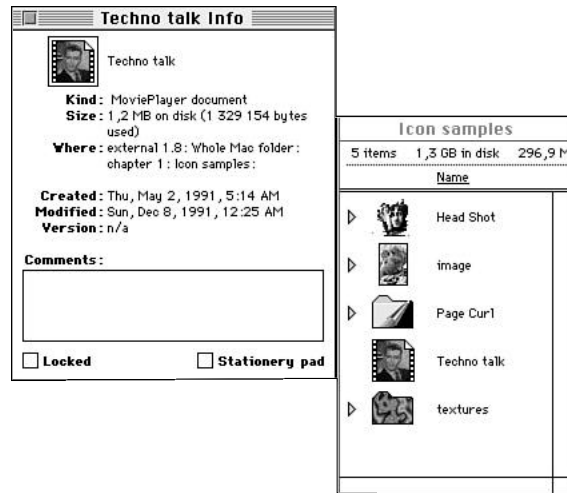 Techno talk Info
Techno talk
Kind: MoviePlayer document
Size: 1,2 MB on disk (1 329 154 bytes
used)
Where: external 1.8: Whole Mac folder:
chapter 1: Icon samples:
Created: Thu, May 2, 1991, 5:14 AM
Modified: Sun, Dec 8, 1991, 12:25 AM
Version: n/a
Comments:
Locked
Stationery pad
Icon samples
5 items 1,3 GB in disk 296,9 M
Name
Head Shot
image
Page Curl
Techno talk
textures